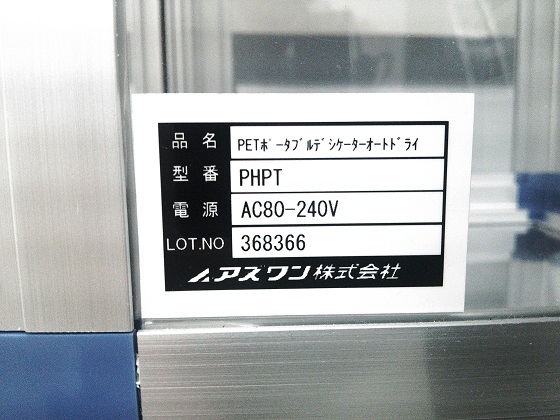 品名 PETポータブルデシケーターオートドライ
型番 PHPT
電源 AC80-240V
LOT.NO 368366
アズワン株式会社